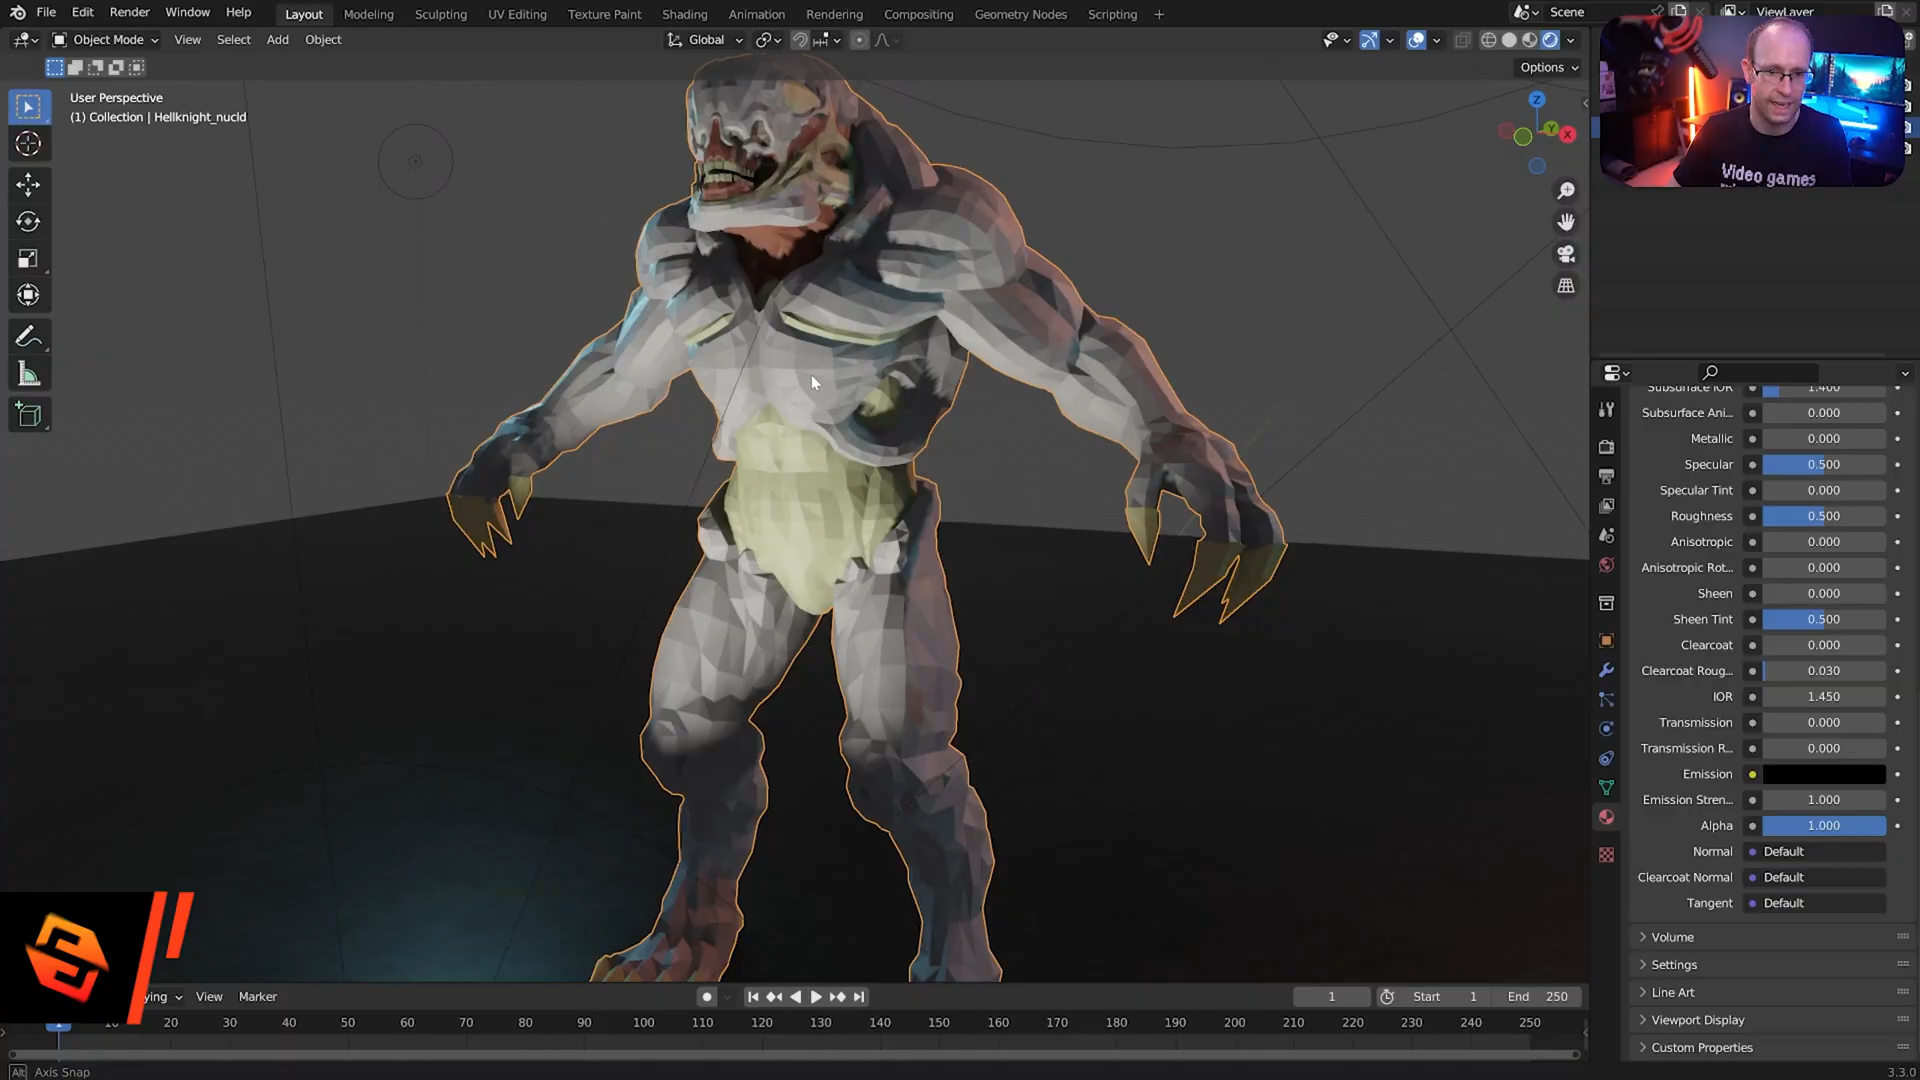 File Edit Render Window Help Layout Modeling Sculpting UV Editing Texture Paint Shading Animation Rendering Compositing Geometry Nodes Scripting + Scene ViewLayer
Object Mode View Select Add Object Global
Options
User Perspective
(1) Collection | Hellknight_nucld
Z
Y
X
Video games
Subsurface IOR 1.400
Subsurface Ani... 0.000
Metallic 0.000
Specular 0.500
Specular Tint 0.000
Roughness 0.500
Anisotropic 0.000
Anisotropic Rot... 0.000
Sheen 0.000
Sheen Tint 0.500
Clearcoat 0.000
Clearcoat Roug... 0.030
IOR 1.450
Transmission 0.000
Transmission R... 0.000
Emission
Emission Stren... 1.000
Alpha 1.000
Normal Default
Clearcoat Normal Default
Tangent Default
Volume
Settings
Line Art
Viewport Display
Custom Properties
ying View Marker 1 Start 1 End 250
1 10 20 30 40 50 60 70 80 90 100 110 120 130 140 150 160 170 180 190 200 210 220 230 240 250
Alt Axis Snap 3.3.0